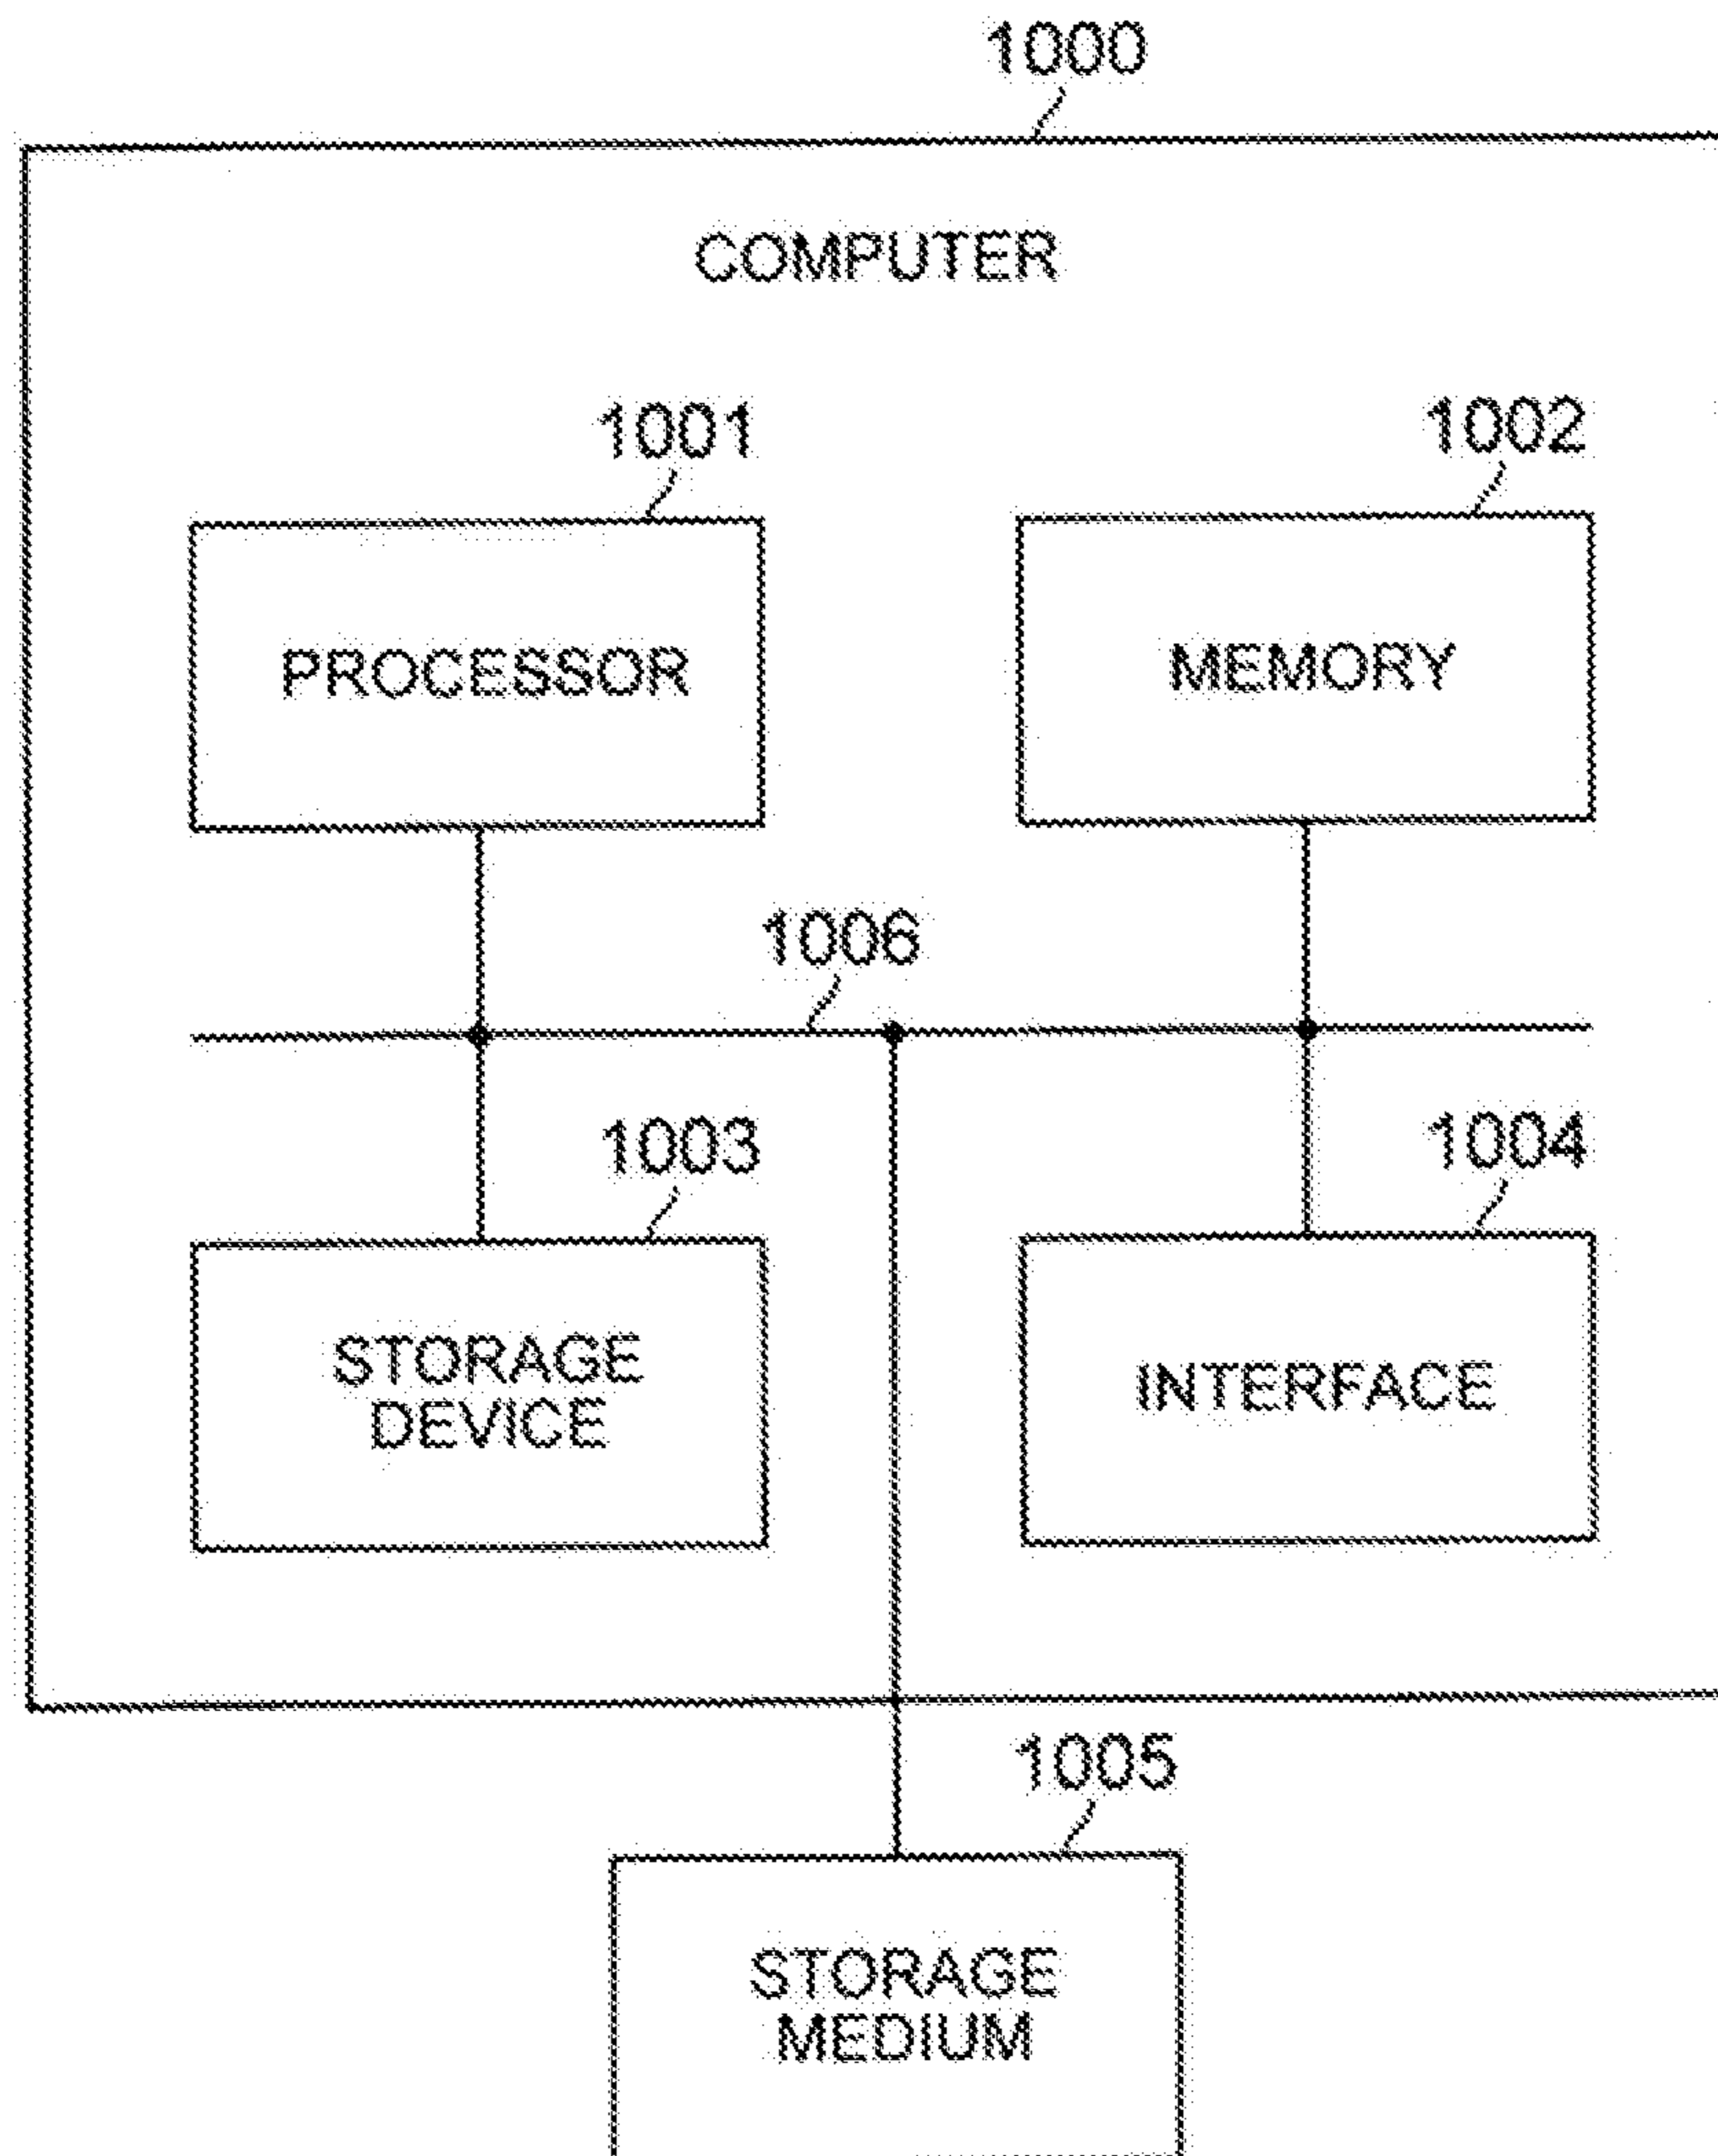 1000
COMPUTER
1001
1002
PROCESSOR
MEMORY
1006
1003
1004
STORAGE
DEVICE
INTERFACE
1005
STORAGE
MEDIUM